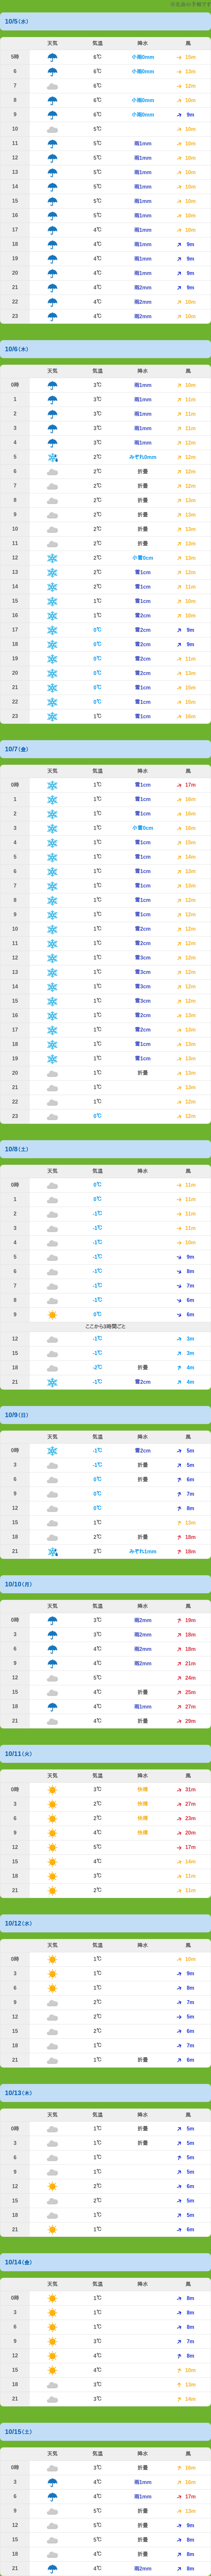 10/5(水)
天気 気温 降水 風
5時 6℃ 小雨0mm 15m
6 6℃ 小雨0mm 13m
7 6℃ 12m
8 6℃ 小雨0mm 10m
9 6℃ 小雨0mm 9m
10 5℃ 10m
11 5℃ 雨1mm 10m
12 5℃ 雨1mm 10m
13 5℃ 雨1mm 10m
14 5℃ 雨1mm 10m
15 5℃ 雨1mm 10m
16 5℃ 雨1mm 10m
17 4℃ 雨1mm 10m
18 4℃ 雨1mm 9m
19 4℃ 雨1mm 9m
20 4℃ 雨1mm 9m
21 4℃ 雨2mm 9m
22 4℃ 雨2mm 10m
23 4℃ 雨2mm 10m
10/6(木)
天気 気温 降水 風
0時 3℃ 雨1mm 10m
1 3℃ 雨1mm 11m
2 3℃ 雨1mm 11m
3 3℃ 雨1mm 11m
4 3℃ 雨1mm 12m
5 2℃ みぞれ0mm 12m
6 2℃ 折曇 12m
7 2℃ 折曇 12m
8 2℃ 折曇 13m
9 2℃ 折曇 13m
10 2℃ 折曇 13m
11 2℃ 折曇 13m
12 2℃ 小雪0cm 13m
13 2℃ 雪1cm 12m
14 2℃ 雪1cm 11m
15 1℃ 雪1cm 10m
16 1℃ 雪2cm 10m
17 0℃ 雪2cm 9m
18 0℃ 雪2cm 9m
19 0℃ 雪2cm 11m
20 0℃ 雪2cm 13m
21 0℃ 雪1cm 15m
22 0℃ 雪1cm 15m
23 1℃ 雪1cm 16m
10/7(金)
天気 気温 降水 風
0時 1℃ 雪1cm 17m
1 1℃ 雪1cm 16m
2 1℃ 雪1cm 16m
3 1℃ 小雪0cm 16m
4 1℃ 雪1cm 15m
5 1℃ 雪1cm 14m
6 1℃ 雪1cm 13m
7 1℃ 雪1cm 13m
8 1℃ 雪1cm 12m
9 1℃ 雪1cm 12m
10 1℃ 雪2cm 12m
11 1℃ 雪2cm 12m
12 1℃ 雪3cm 12m
13 1℃ 雪3cm 12m
14 1℃ 雪3cm 12m
15 1℃ 雪3cm 12m
16 1℃ 雪2cm 13m
17 1℃ 雪2cm 13m
18 1℃ 雪1cm 13m
19 1℃ 雪1cm 13m
20 1℃ 折曇 13m
21 1℃ 13m
22 1℃ 12m
23 0℃ 12m
10/8(土)
天気 気温 降水 風
0時 0℃ 11m
1 0℃ 11m
2 -1℃ 11m
3 -1℃ 11m
4 -1℃ 10m
5 -1℃ 9m
6 -1℃ 8m
7 -1℃ 7m
8 -1℃ 6m
9 0℃ 6m
ここから3時間ごと
12 -1℃ 3m
15 -1℃ 3m
18 -2℃ 折曇 4m
21 -1℃ 雪2cm 4m
10/9(日)
天気 気温 降水 風
0時 -1℃ 雪2cm 5m
3 -1℃ 折曇 5m
6 0℃ 折曇 6m
9 0℃ 7m
12 0℃ 8m
15 1℃ 13m
18 2℃ 折曇 18m
21 2℃ みぞれ1mm 18m
10/10(月)
天気 気温 降水 風
0時 3℃ 雨2mm 19m
3 3℃ 雨2mm 18m
6 4℃ 雨2mm 18m
9 4℃ 雨2mm 21m
12 5℃ 24m
15 4℃ 折曇 25m
18 4℃ 雨1mm 27m
21 4℃ 折曇 29m
10/11(火)
天気 気温 降水 風
0時 3℃ 快晴 31m
3 2℃ 快晴 27m
6 2℃ 快晴 23m
9 4℃ 快晴 20m
12 5℃ 17m
15 4℃ 14m
18 3℃ 11m
21 2℃ 11m
10/12(水)
天気 気温 降水 風
0時 1℃ 10m
3 1℃ 9m
6 1℃ 8m
9 2℃ 7m
12 2℃ 5m
15 2℃ 6m
18 1℃ 7m
21 1℃ 折曇 6m
10/13(木)
天気 気温 降水 風
0時 1℃ 折曇 5m
3 1℃ 折曇 5m
6 1℃ 5m
9 1℃ 5m
12 2℃ 6m
15 2℃ 5m
18 1℃ 5m
21 1℃ 6m
10/14(金)
天気 気温 降水 風
0時 1℃ 8m
3 1℃ 8m
6 1℃ 8m
9 3℃ 7m
12 4℃ 8m
15 4℃ 10m
18 3℃ 12m
21 3℃ 14m
10/15(土)
天気 気温 降水 風
0時 3℃ 折曇 16m
3 4℃ 雨1mm 16m
6 4℃ 雨1mm 17m
9 5℃ 折曇 13m
12 5℃ 折曇 9m
15 5℃ 折曇 8m
18 4℃ 折曇 8m
21 4℃ 雨2mm 8m